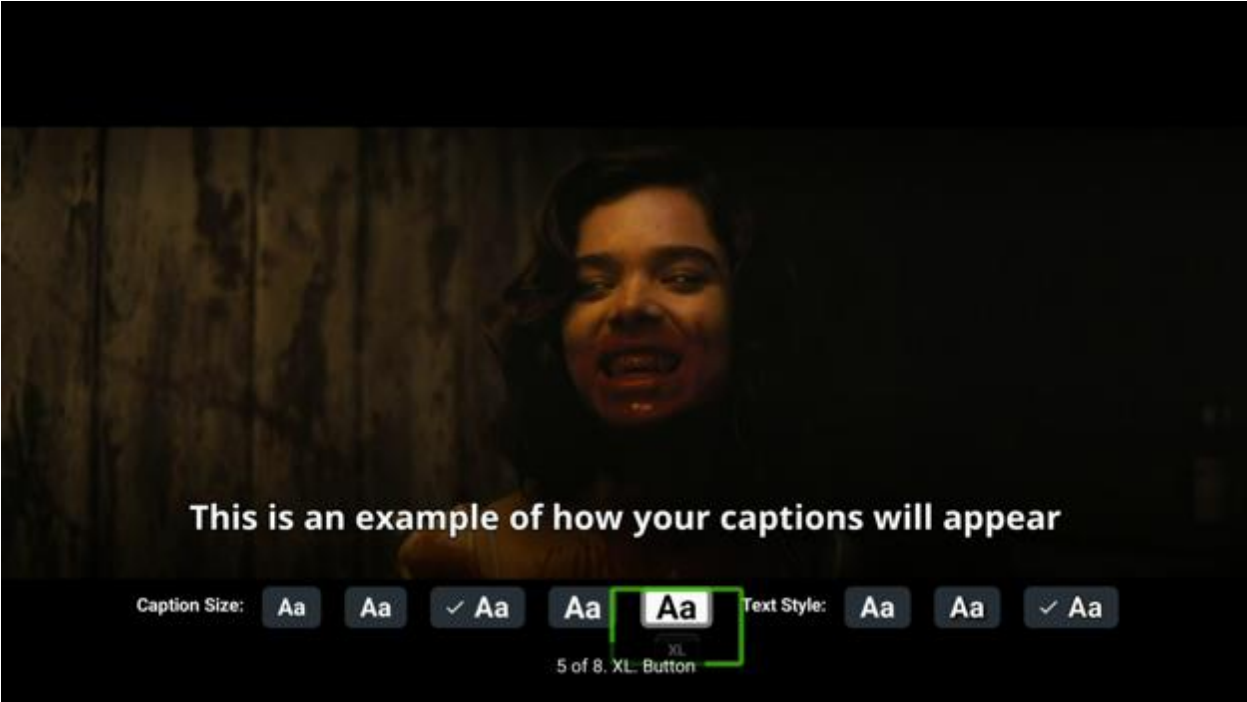 This is an example of how your captions will appear
Caption Size: Aa Aa ✓ Aa Aa Aa Text Style: Aa Aa ✓ Aa
XL
5 of 8. XL. Button